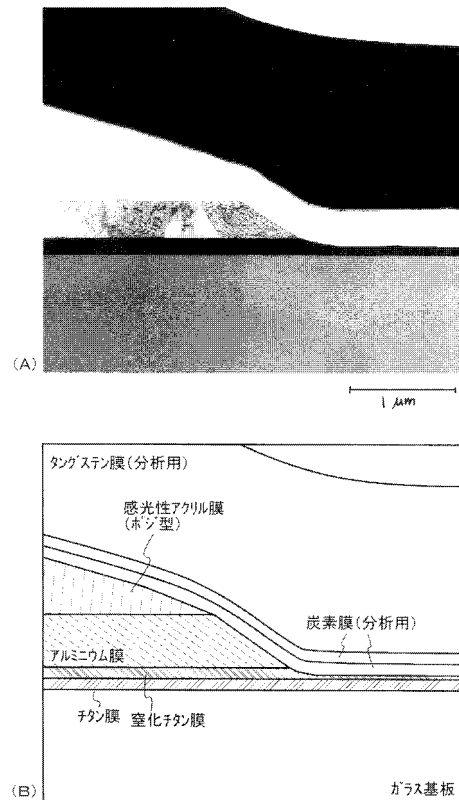 (A)
1 μm
タングステン膜(分析用)
感光性アクリル膜
(ポジ型)
炭素膜(分析用)
アルミニウム膜
チタン膜 窒化チタン膜
(B)
ガラス基板